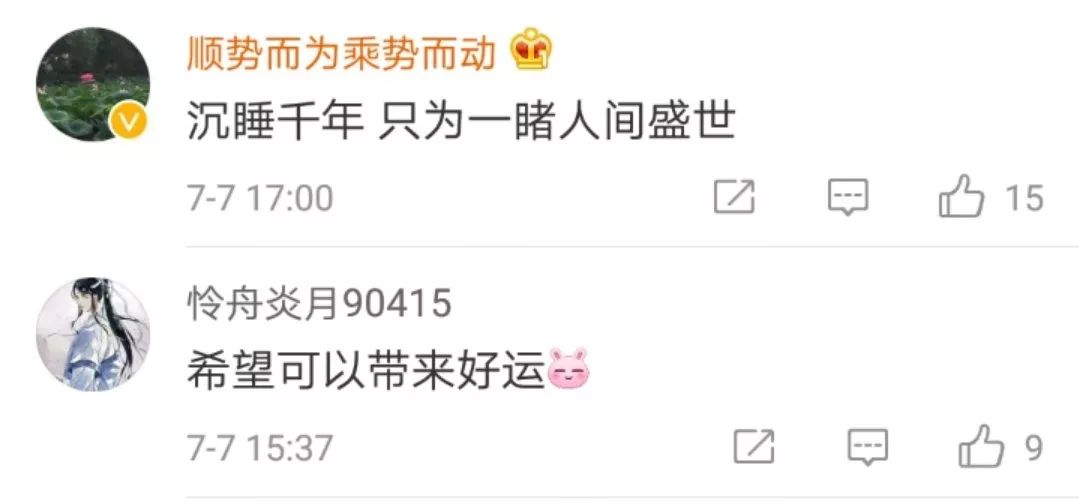 顺势而为乘势而动
沉睡千年 只为一睹人间盛世
7-7 17:00
15
怜舟炎月90415
希望可以带来好运
7-7 15:37
9